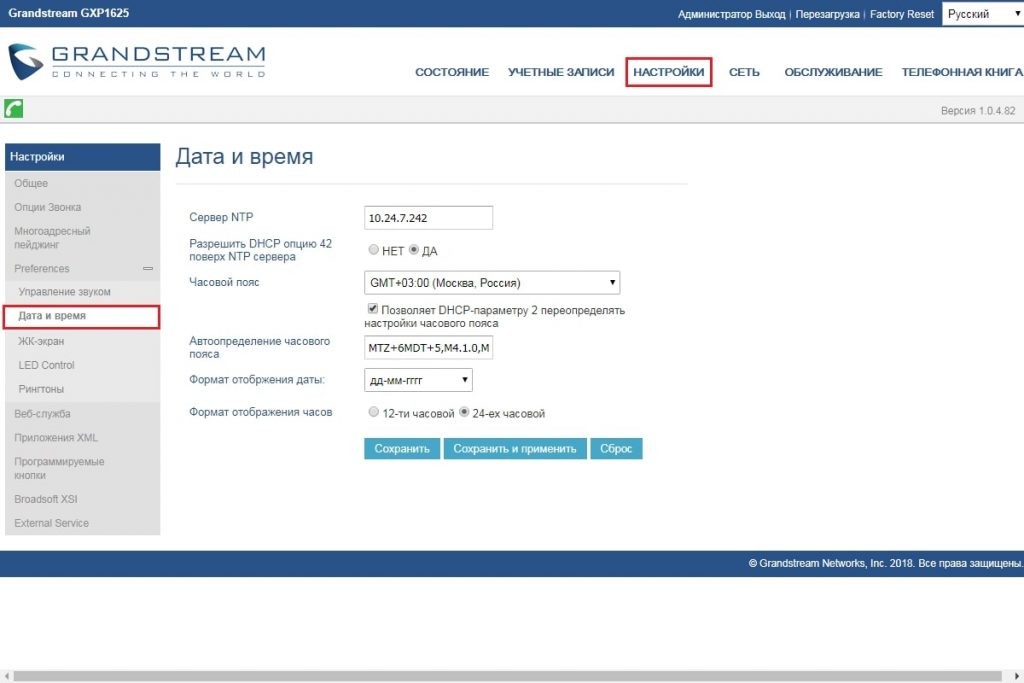 Grandstream GXP1625
Администратор Выход | Перезагрузка | Factory Reset
Русский
GRANDSTREAM
CONNECTING THE WORLD
СОСТОЯНИЕ УЧЕТНЫЕ ЗАПИСИ НАСТРОЙКИ СЕТЬ ОБСЛУЖИВАНИЕ ТЕЛЕФОННАЯ КНИГА
Версия 1.0.4.82
Настройки
Общее
Опции Звонка
Многоадресный
пейджинг
Preferences
Управление звуком
Дата и время
ЖК-экран
LED Control
Рингтоны
Веб-служба
Приложения XML
Программируемые
кнопки
Broadsoft XSI
External Service
Дата и время
Сервер NTP
10.24.7.242
Разрешить DHCP опцию 42
поверх NTP сервера
НЕТ ДА
Часовой пояс
GMT+03:00 (Москва, Россия)
Позволяет DHCP-параметру 2 переопределять
настройки часового пояса
Автоопределение часового
пояса
MTZ+6MDT+5,M4.1.0,M
Формат отобржения даты:
дд-мм-гггг
Формат отображения часов
12-ти часовой 24-ех часовой
Сохранить Сохранить и применить Сброс
© Grandstream Networks, Inc. 2018. Все права защищены.